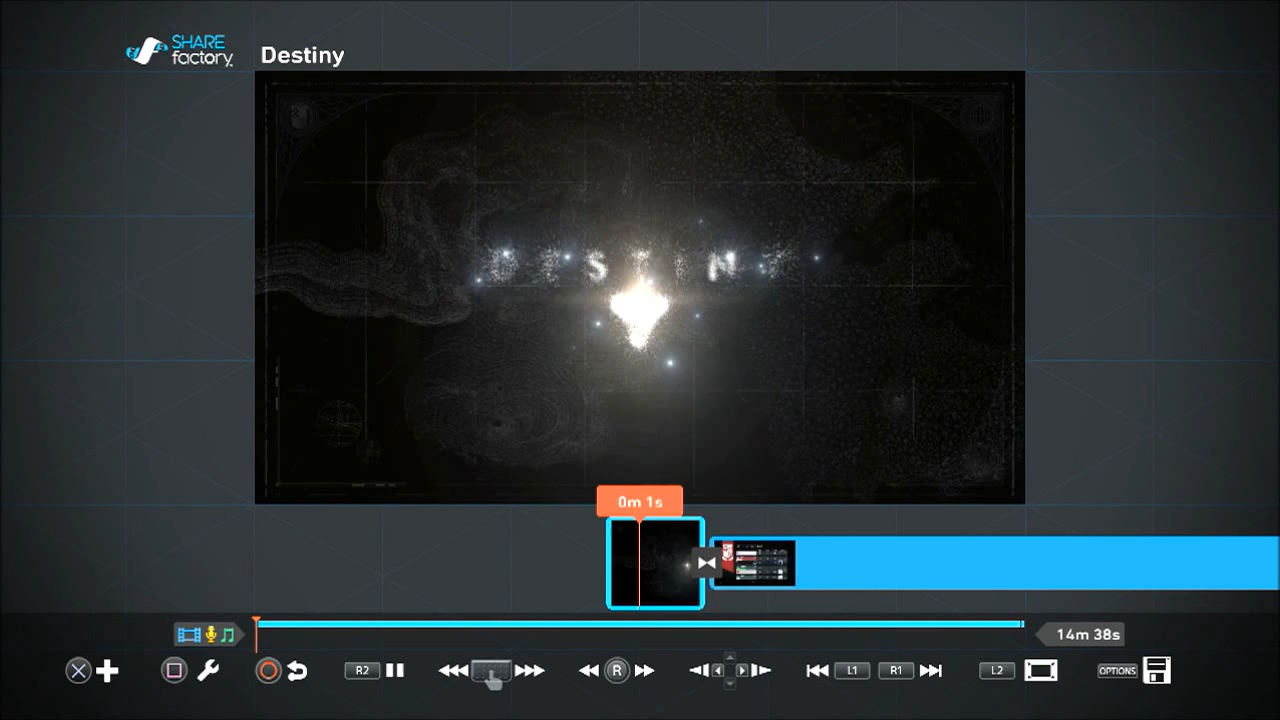 SHARE
factory
Destiny
DESTINY
0m 1s
14m 38s
R2
R
L1
R1
L2
OPTIONS